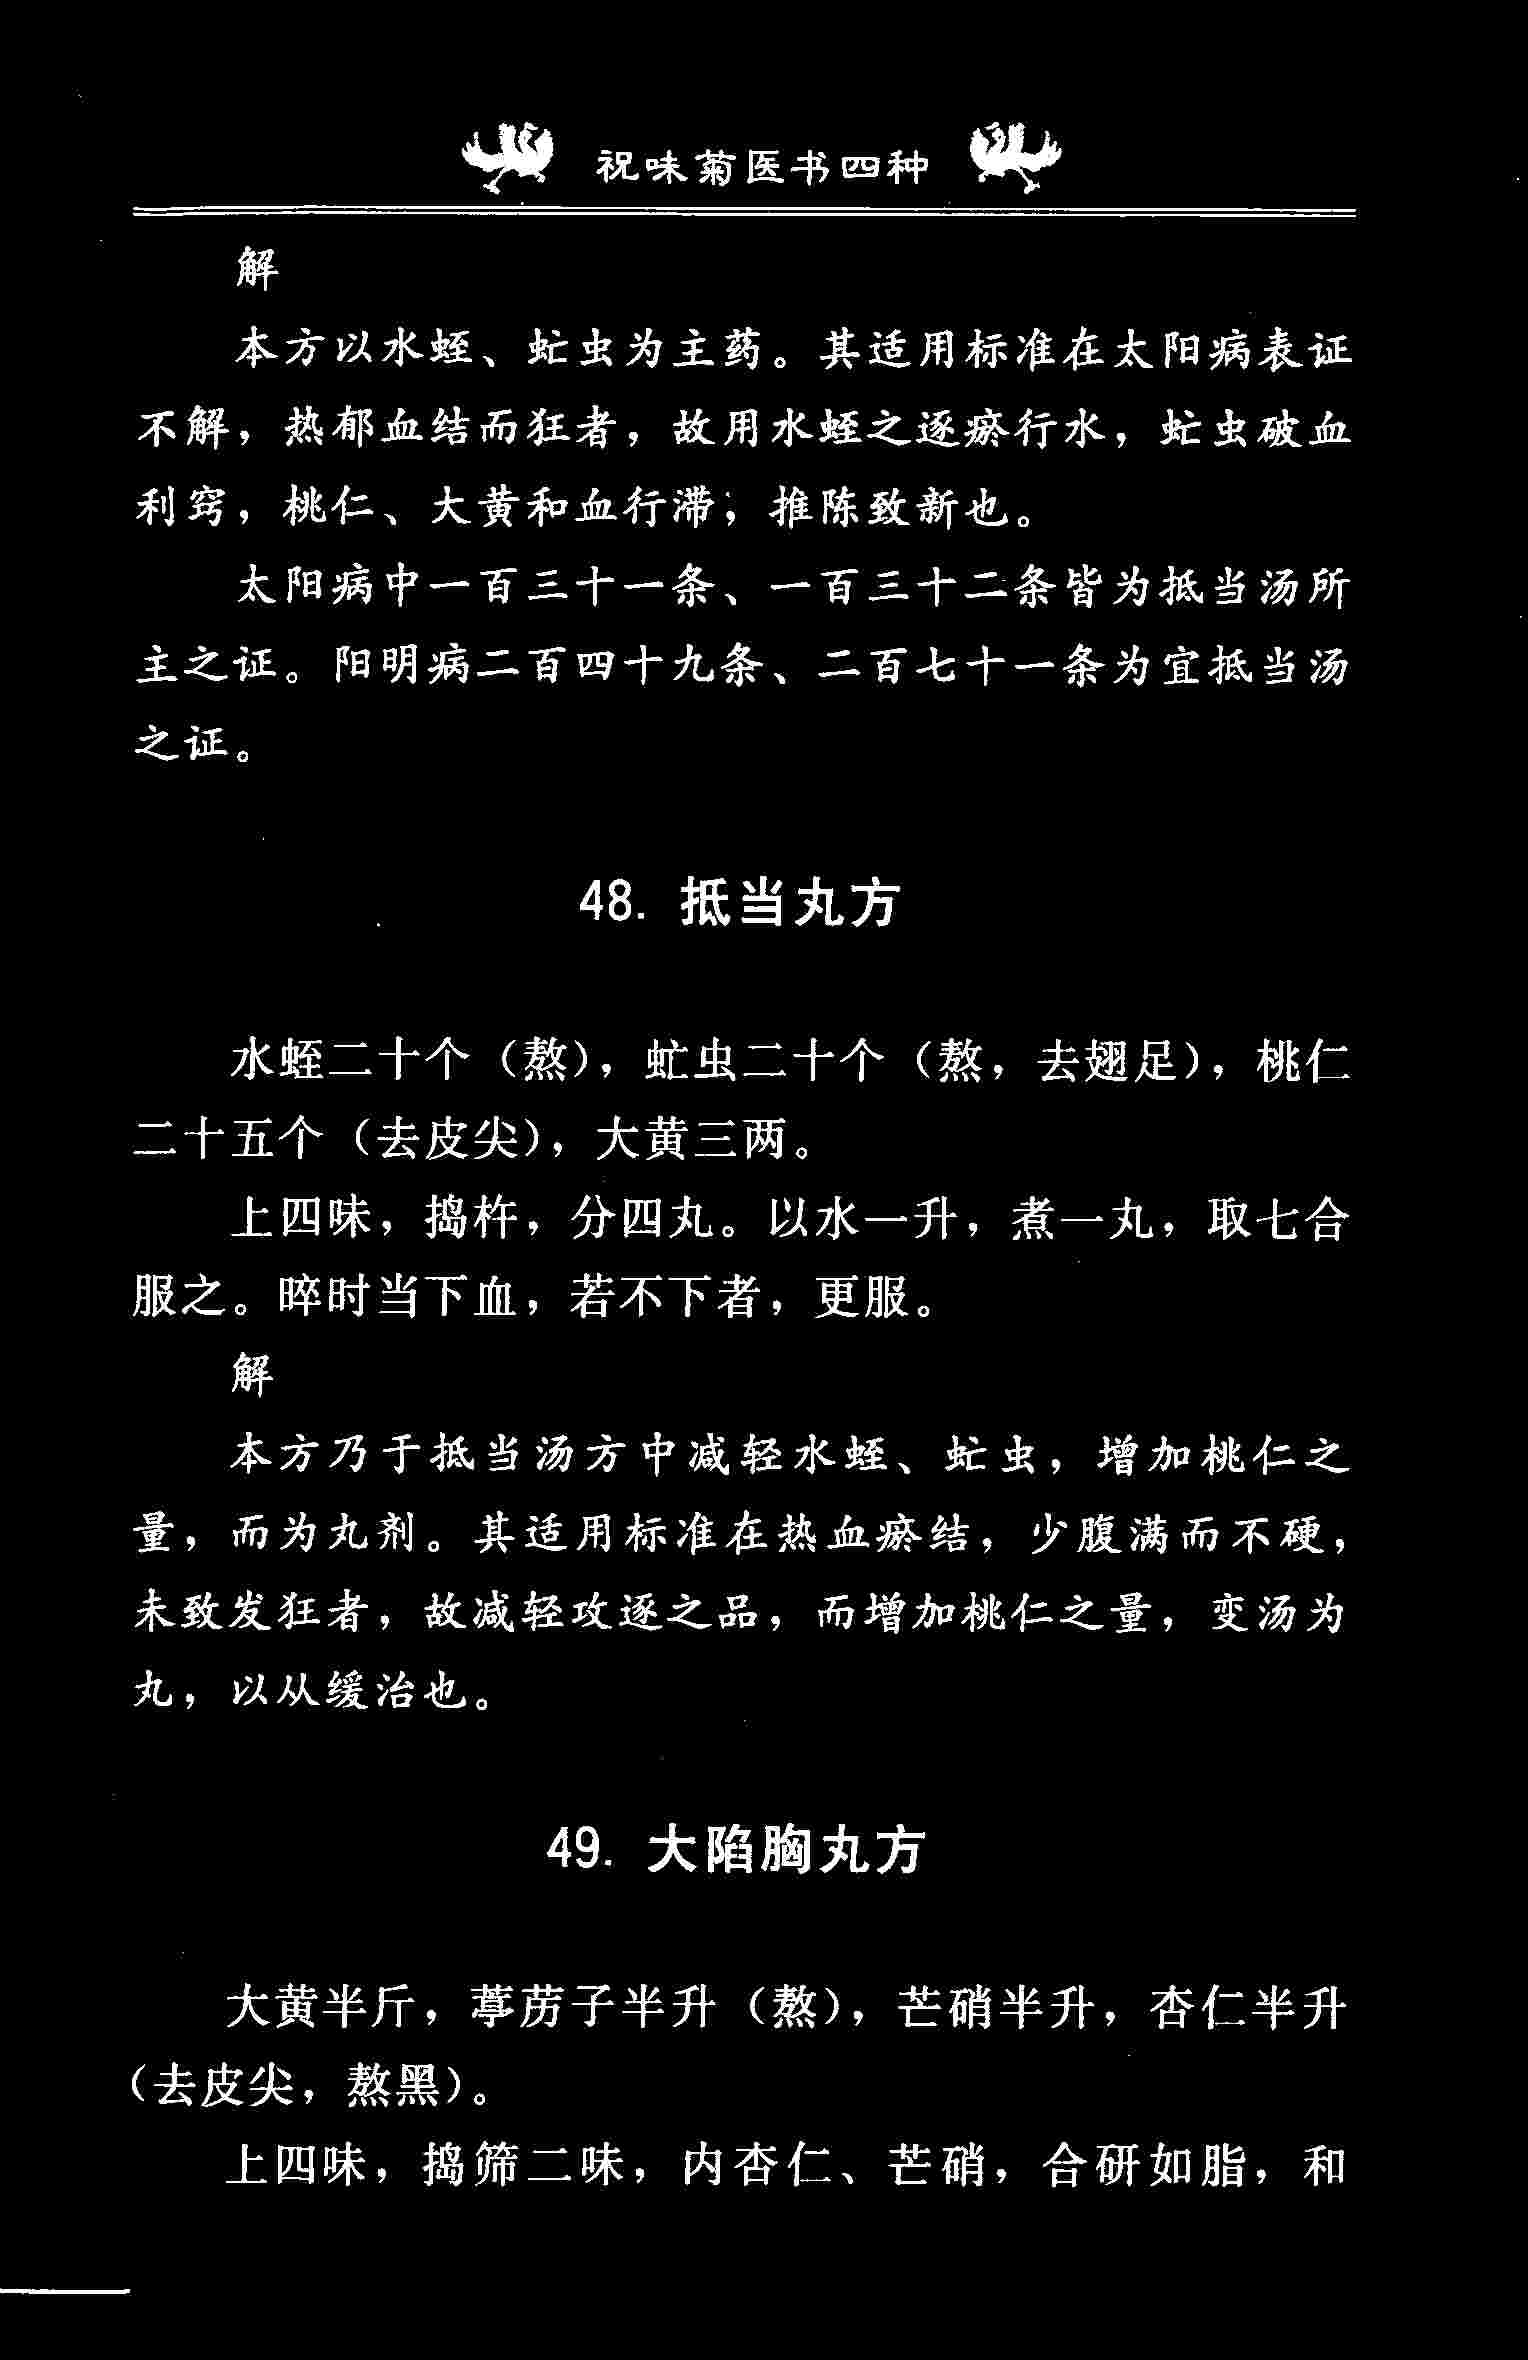 祝味菊医书四种
解
本方以水蛭、虻虫为主药。其适用标准在太阳病表证
不解，热郁血结而狂者，故用水蛭之逐瘀行水，虻虫破血
利窍，桃仁、大黄和血行滞，推陈致新也。
太阳病中一百三十一条、一百三十二条皆为抵当汤所
主之证。阳明病二百四十九条、二百七十一条为宜抵当汤
之证。
48. 抵当丸方
水蛭二十个（熬），虻虫二十个（熬，去翅足），桃仁
二十五个（去皮尖），大黄三两。
上四味，捣杵，分四丸。以水一升，煮一丸，取七合
服之。晬时当下血，若不下者，更服。
解
本方乃于抵当汤方中减轻水蛭、虻虫，增加桃仁之
量，而为丸剂。其适用标准在热血瘀结，少腹满而不硬，
未致发狂者，故减轻攻逐之品，而增加桃仁之量，变汤为
丸，以从缓治也。
49. 大陷胸丸方
大黄半斤，葶苈子半升（熬），芒硝半升，杏仁半升
（去皮尖，熬黑）。
上四味，捣筛二味，内杏仁、芒硝，合研如脂，和